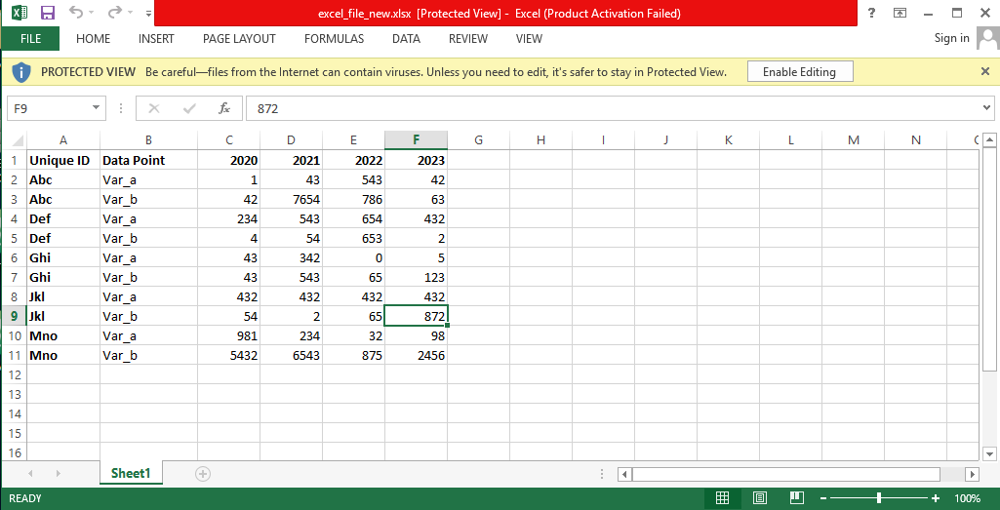 excel_file_new.xlsx [Protected View] - Excel (Product Activation Failed)
FILE HOME INSERT PAGE LAYOUT FORMULAS DATA REVIEW VIEW Sign in
PROTECTED VIEW Be careful—files from the Internet can contain viruses. Unless you need to edit, it's safer to stay in Protected View. Enable Editing
F9 fx 872
A B C D E F G H I J K L M N
1 Unique ID Data Point 2020 2021 2022 2023
2 Abc Var_a 1 43 543 42
3 Abc Var_b 42 7654 786 63
4 Def Var_a 234 543 654 432
5 Def Var_b 4 54 653 2
6 Ghi Var_a 43 342 0 5
7 Ghi Var_b 43 543 65 123
8 Jkl Var_a 432 432 432 432
9 Jkl Var_b 54 2 65 872
10 Mno Var_a 981 234 32 98
11 Mno Var_b 5432 6543 875 2456
12
13
14
15
16
Sheet1
READY 100%